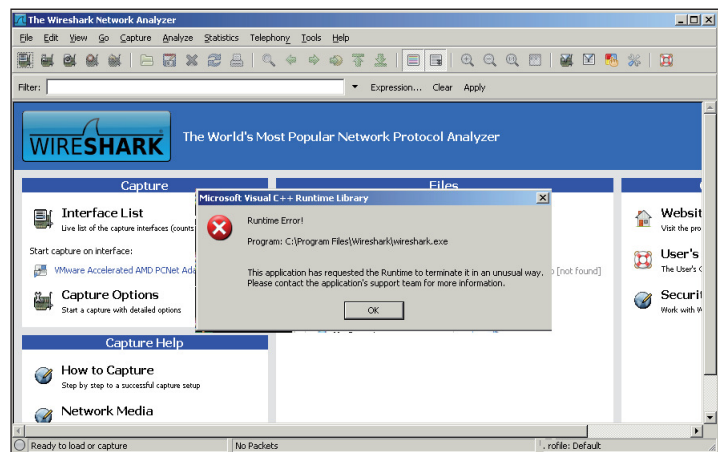 The Wireshark Network Analyzer
File Edit View Go Capture Analyze Statistics Telephony Tools Help
Filter: Expression... Clear Apply
WIRESHARK
The World's Most Popular Network Protocol Analyzer
Capture
Interface List
Live list of the capture interfaces (counts
Start capture on interface:
VMware Accelerated AMD PCNet Ada
Capture Options
Start a capture with detailed options
Capture Help
How to Capture
Step by step to a successful capture setup
Network Media
Files
[not found]
Microsoft Visual C++ Runtime Library
Runtime Error!
Program: C:\Program Files\Wireshark\wireshark.exe
This application has requested the Runtime to terminate it in an unusual way.
Please contact the application's support team for more information.
OK
Websit
Visit the pro
User's
The User's
Securit
Work with W
Ready to load or capture
No Packets
rofile: Default